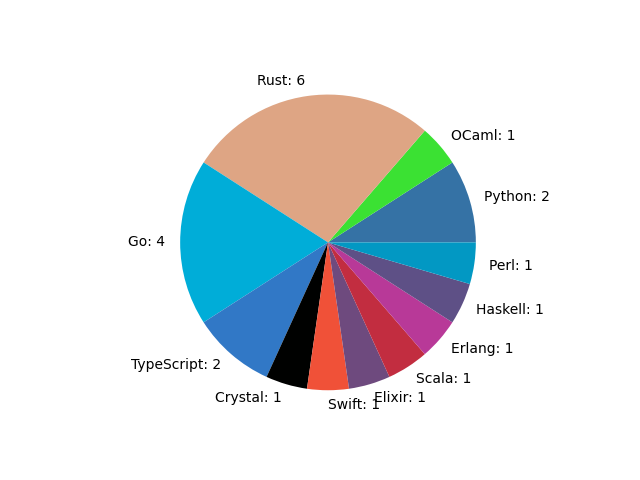 Rust: 6
OCaml: 1
Python: 2
Go: 4
Perl: 1
Haskell: 1
Erlang: 1
TypeScript: 2
Scala: 1
Crystal: 1
Swift: 1
Elixir: 1